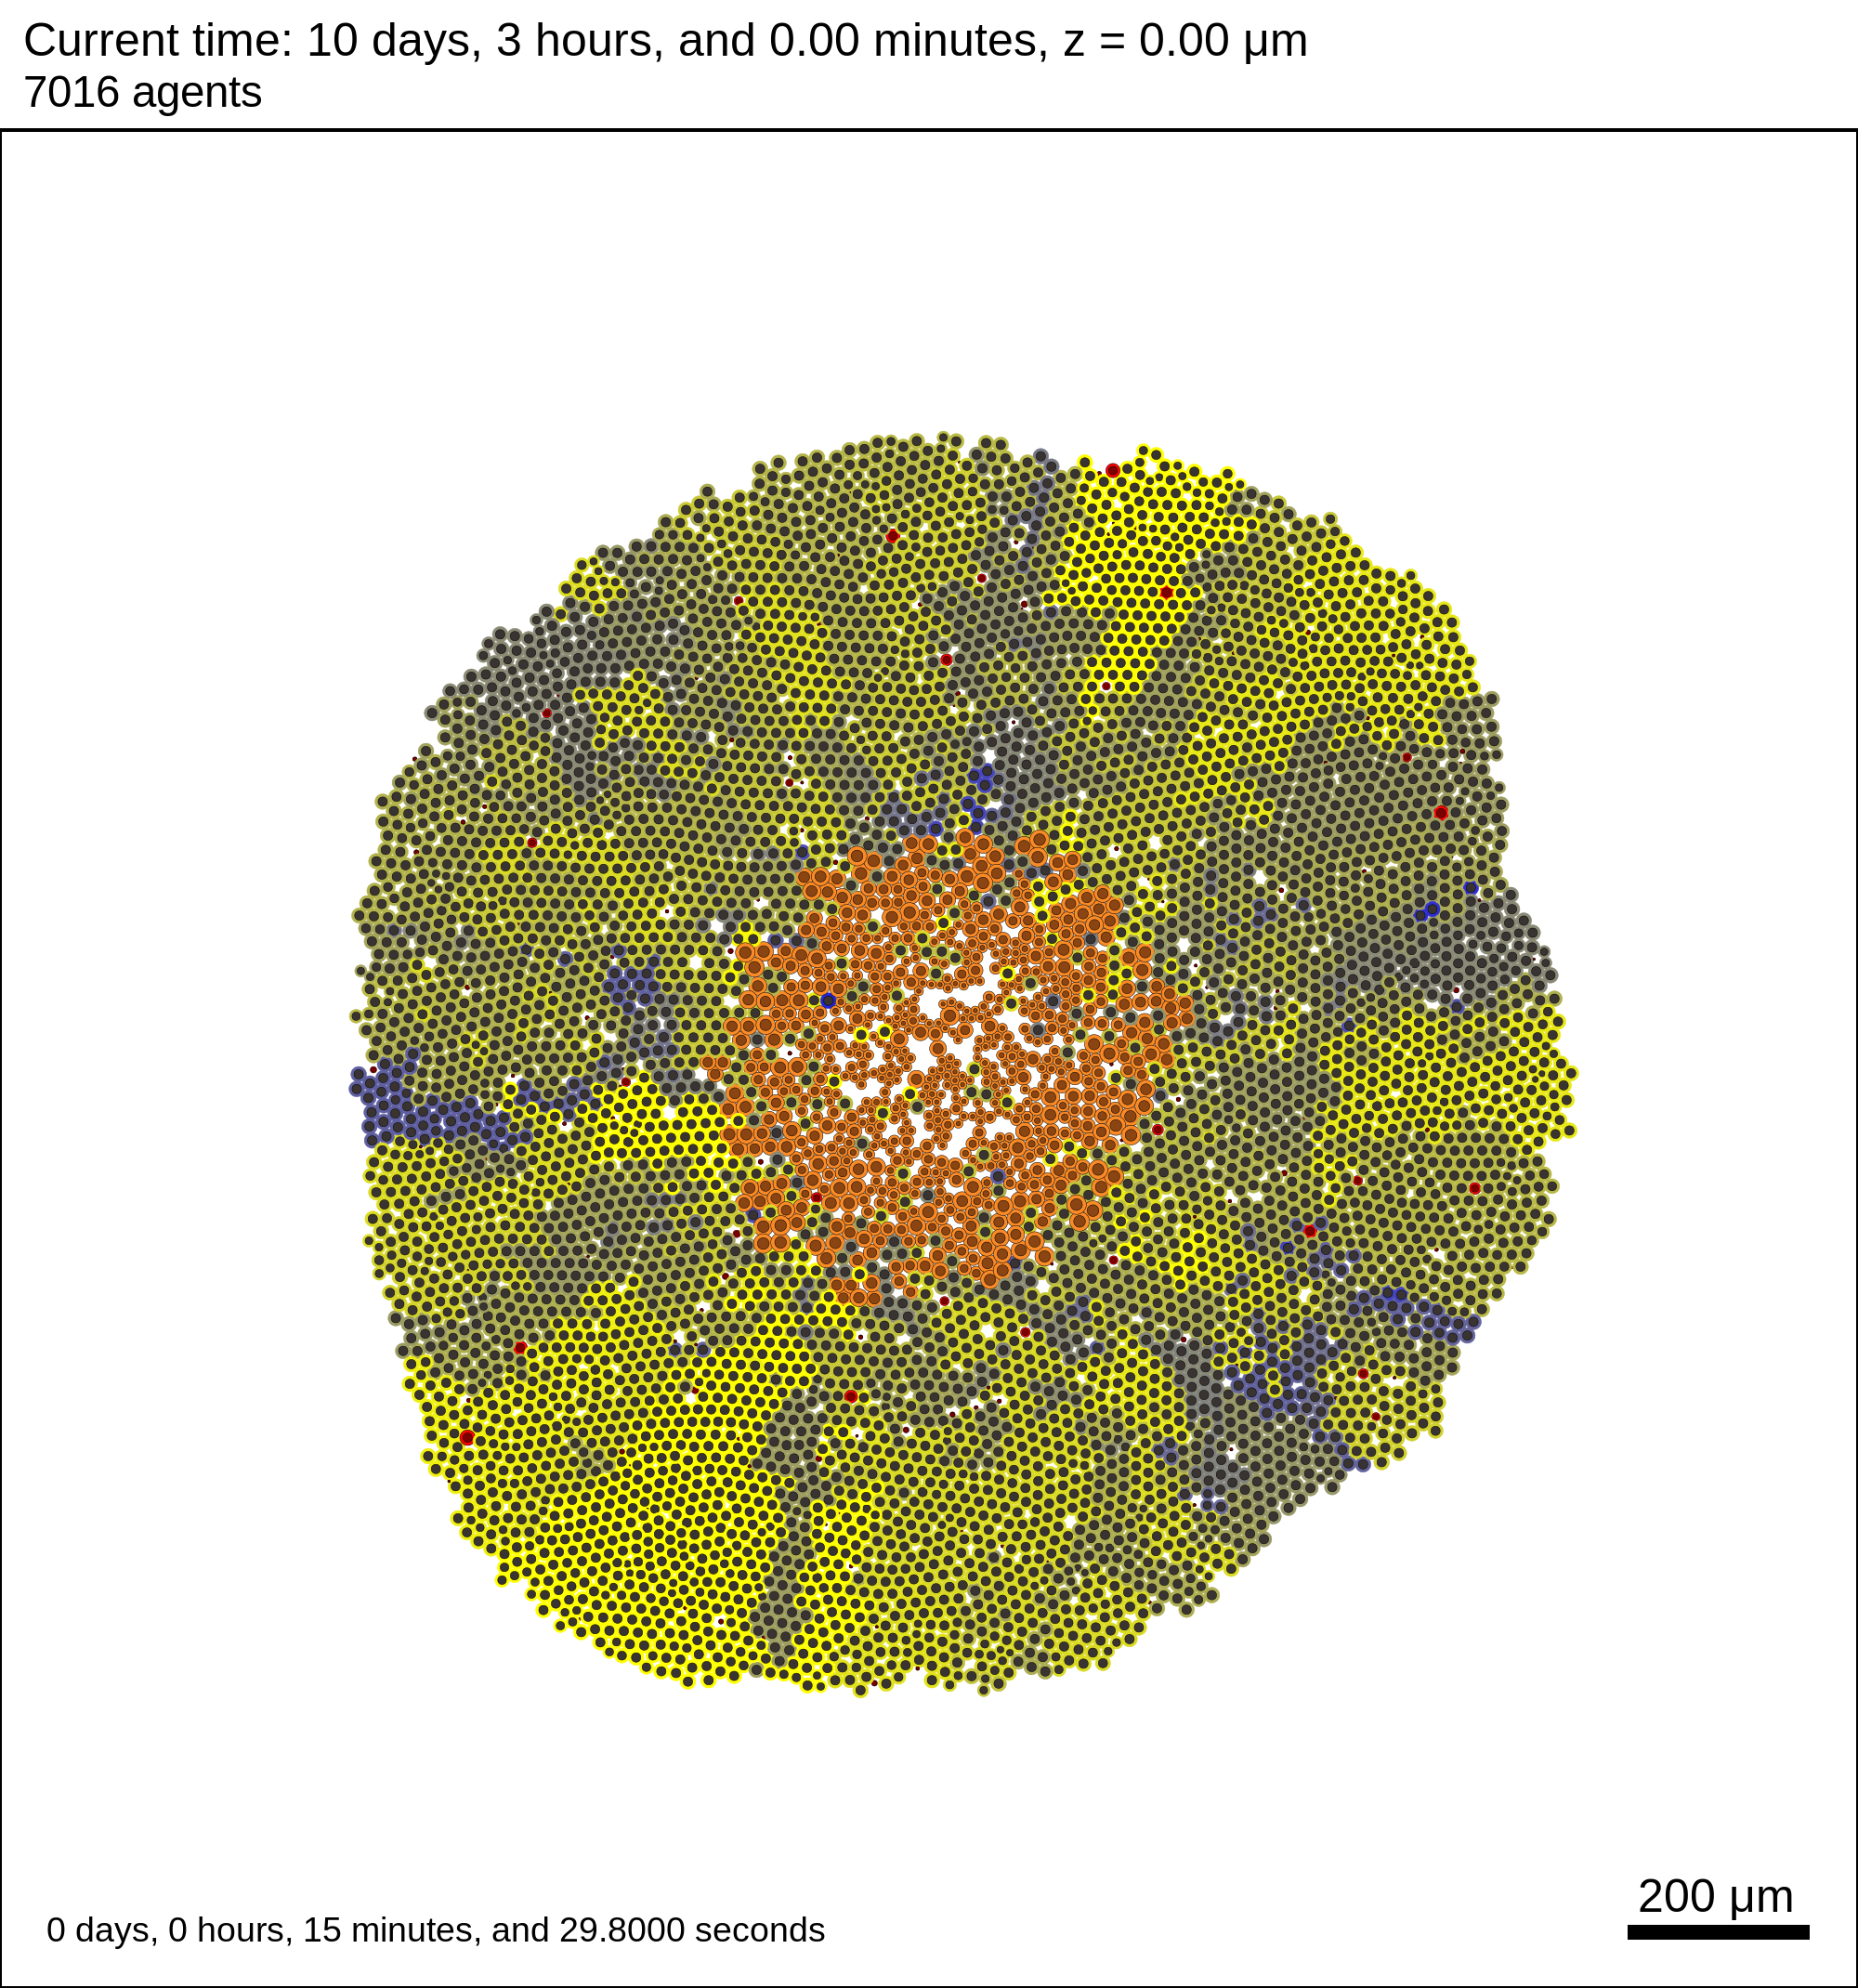 Current time: 10 days, 3 hours, and 0.00 minutes, z = 0.00 μm
7016 agents
200 μm
0 days, 0 hours, 15 minutes, and 29.8000 seconds